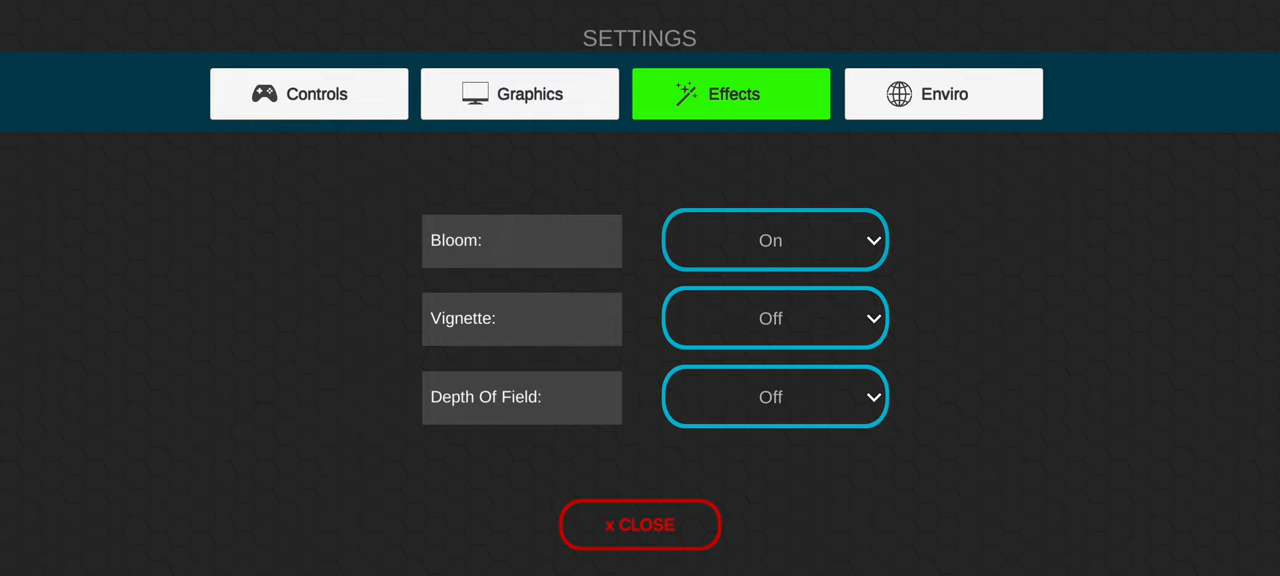 SETTINGS
Controls Graphics Effects Enviro
Bloom: On
Vignette: Off
Depth Of Field: Off
x CLOSE